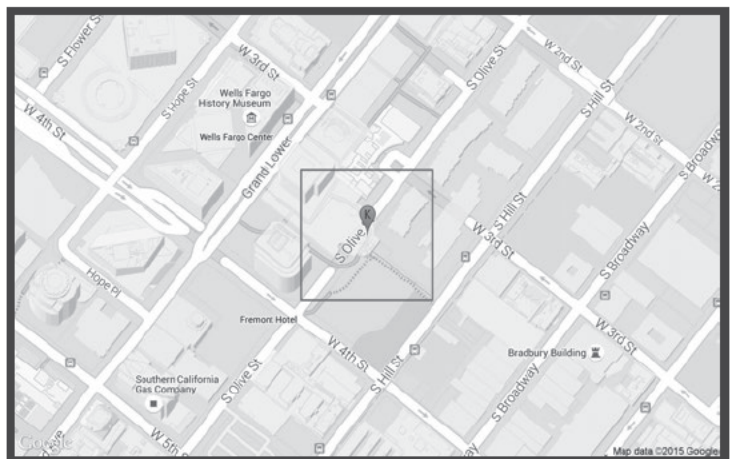 S Flower St
S Hope St
W 3rd St
S Olive St
W 2nd St
S Hill St
W 2nd St
S Broadway
Wells Fargo
History Museum
Wells Fargo Center
W 4th St
Grand Lower
K
S Olive
S Hill St
W 3rd St
S Broadway
Hope Pl
Fremont Hotel
W 4th St
W 3rd St
Bradbury Building
Southern California
Gas Company
S Olive St
S Hill St
S Broadway
W 5th St
Google
Map data ©2015 Google